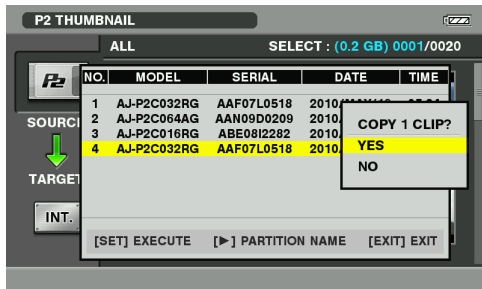 P2 THUMBNAIL
ALL SELECT : (0.2 GB) 0001/0020
P2
NO. MODEL SERIAL DATE TIME
1 AJ-P2C032RG AAF07L0518 2010
2 AJ-P2C064AG AAN09D0209 2010
3 AJ-P2C016RG ABE08I2282 2010
4 AJ-P2C032RG AAF07L0518 2010
COPY 1 CLIP?
YES
NO
SOURC
TARGET
INT.
[SET] EXECUTE [▶] PARTITION NAME [EXIT] EXIT